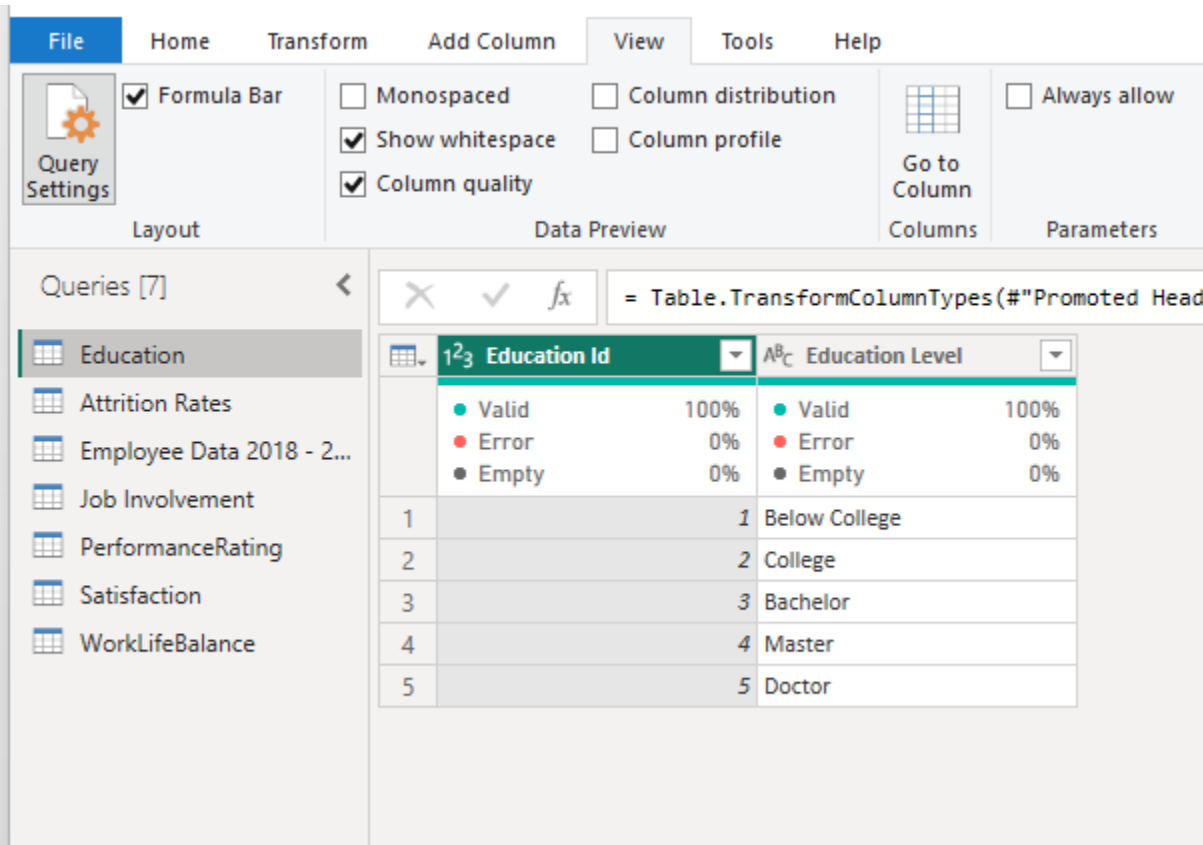 File Home Transform Add Column View Tools Help
Formula Bar
Query
Settings
Layout
Monospaced Column distribution
Show whitespace Column profile
Column quality
Data Preview
Go to
Column
Columns
Always allow
Parameters
Queries [7]
Education
Attrition Rates
Employee Data 2018 - 2...
Job Involvement
PerformanceRating
Satisfaction
WorkLifeBalance
fx = Table.TransformColumnTypes(#"Promoted Head
1²3 Education Id ABC Education Level
Valid 100% Valid 100%
Error 0% Error 0%
Empty 0% Empty 0%
1 1 Below College
2 2 College
3 3 Bachelor
4 4 Master
5 5 Doctor